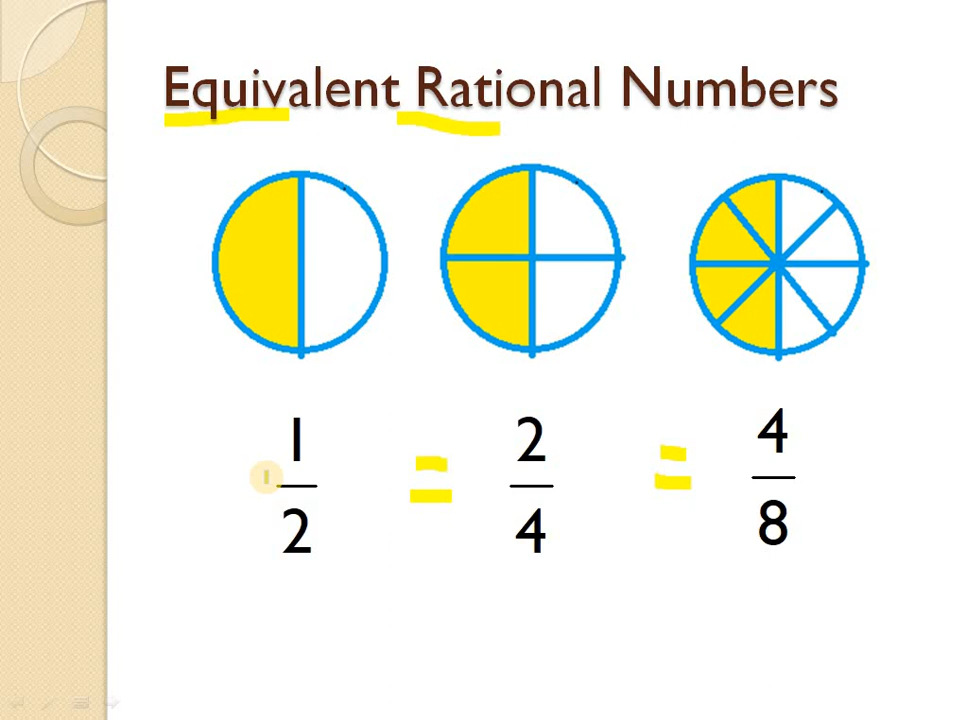 Equivalent Rational Numbers
1/2 = 2/4 = 4/8